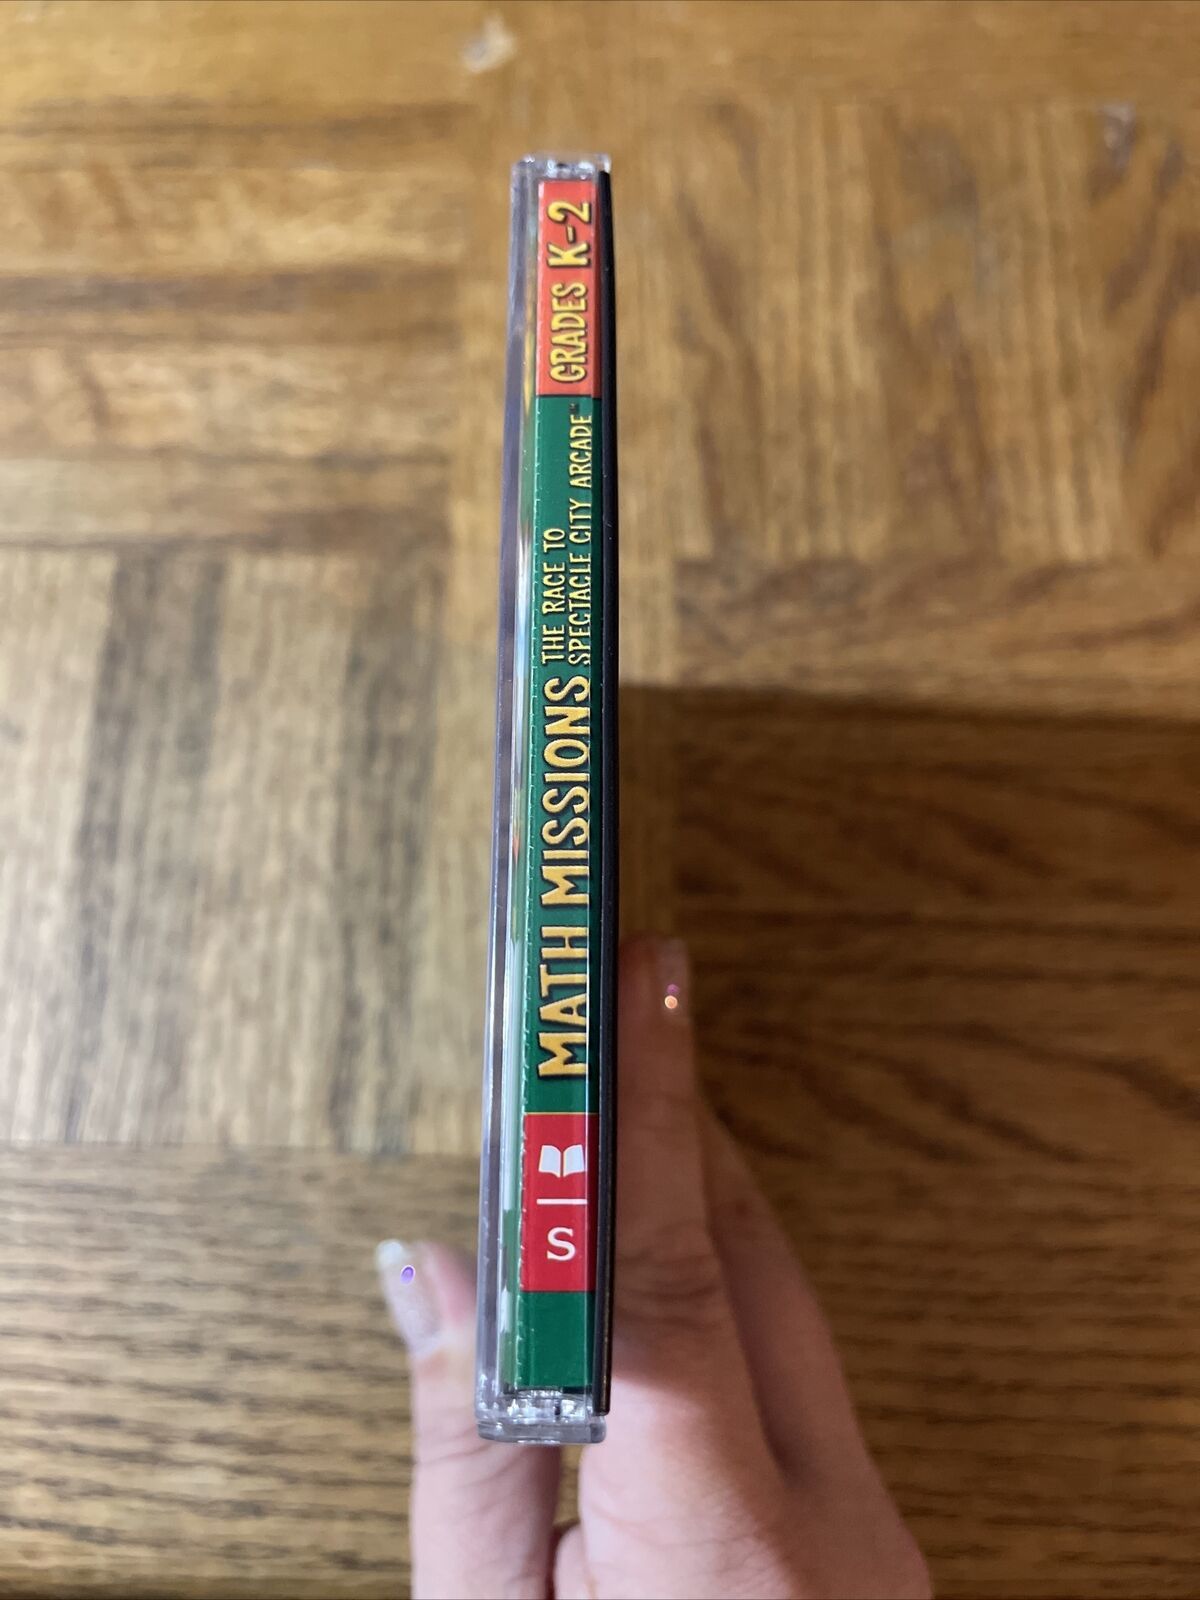 S
MATH MISSIONS
THE RACE TO
SPECTACLE CITY ARCADE™
GRADES K-2